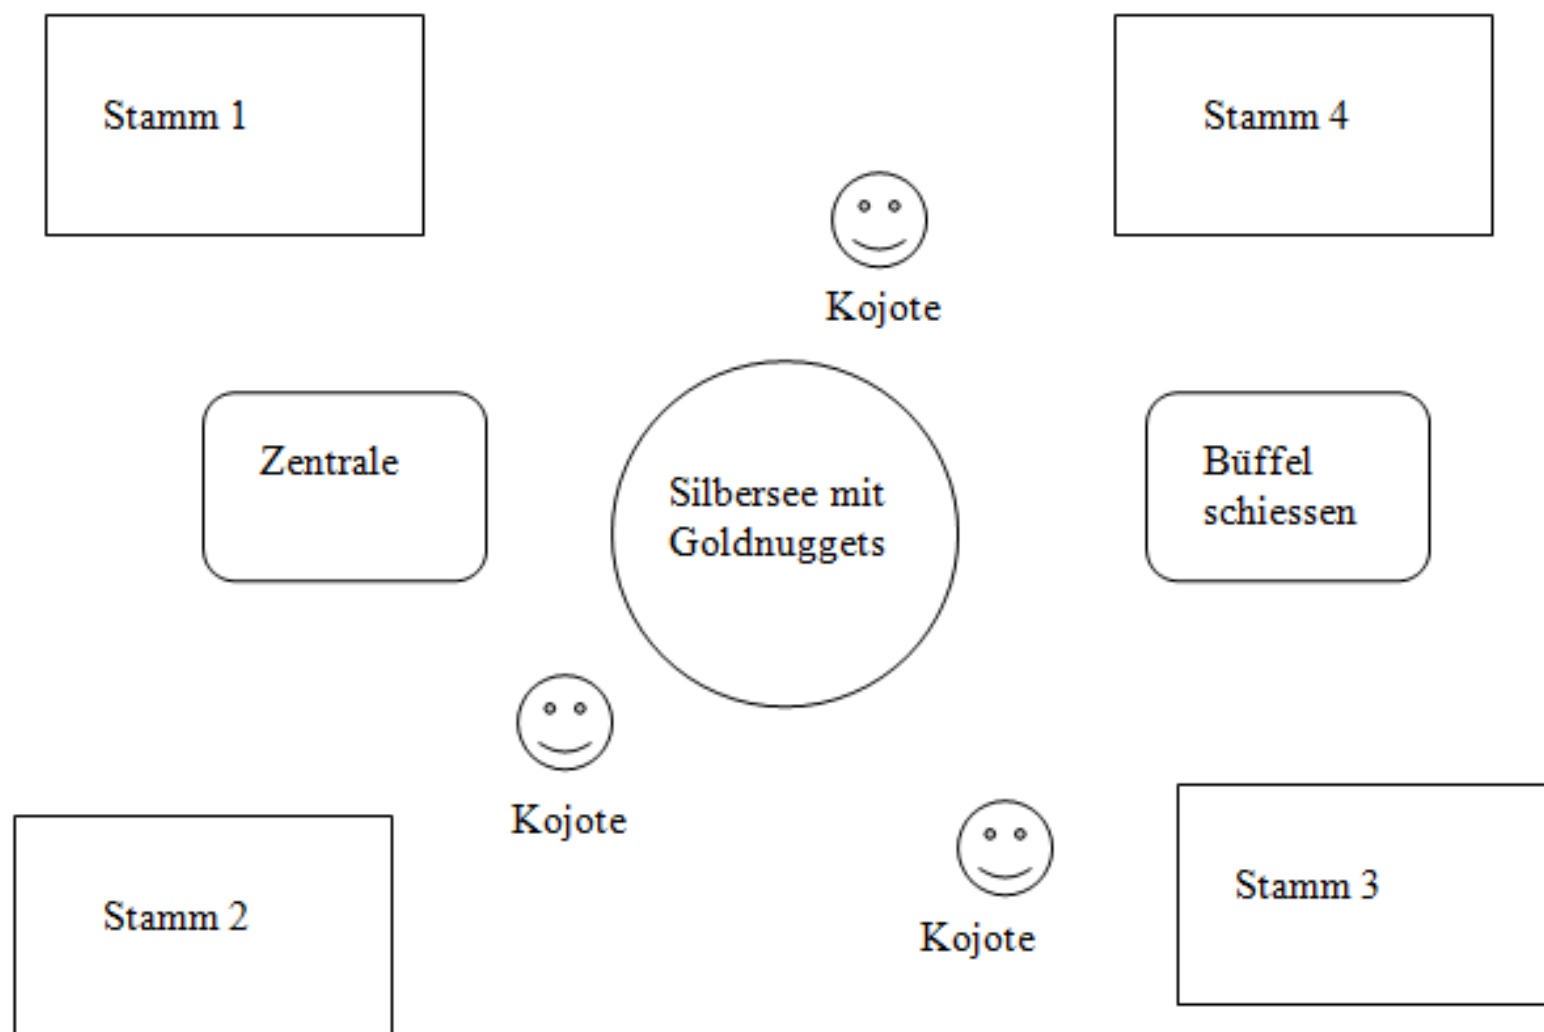 Stamm 1
Stamm 4
Kojote
Zentrale
Silbersee mit
Goldnuggets
Büffel
schiessen
Kojote
Kojote
Stamm 2
Stamm 3